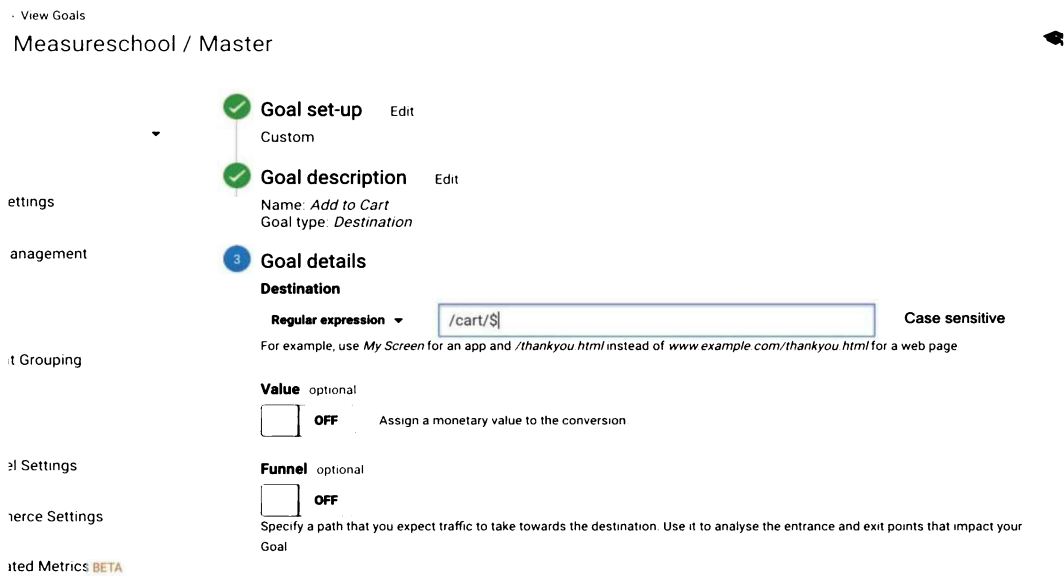 View Goals
Measureschool / Master
Goal set-up Edit
Custom
Goal description Edit
ettings
Name: Add to Cart
Goal type: Destination
anagement
3 Goal details
Destination
Regular expression /cart/$ Case sensitive
For example, use My Screen for an app and /thankyou.html instead of www.example.com/thankyou.html for a web page
t Grouping
Value optional
OFF Assign a monetary value to the conversion
el Settings
Funnel optional
OFF
nerce Settings
Specify a path that you expect traffic to take towards the destination. Use it to analyse the entrance and exit points that impact your
Goal
ated Metrics BETA